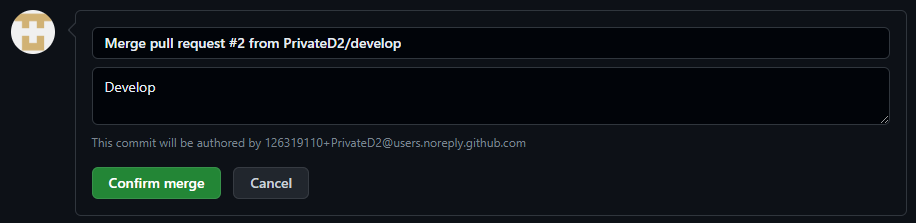 Merge pull request #2 from PrivateD2/develop
Develop
This commit will be authored by 126319110+PrivateD2@users.noreply.github.com
Confirm merge
Cancel